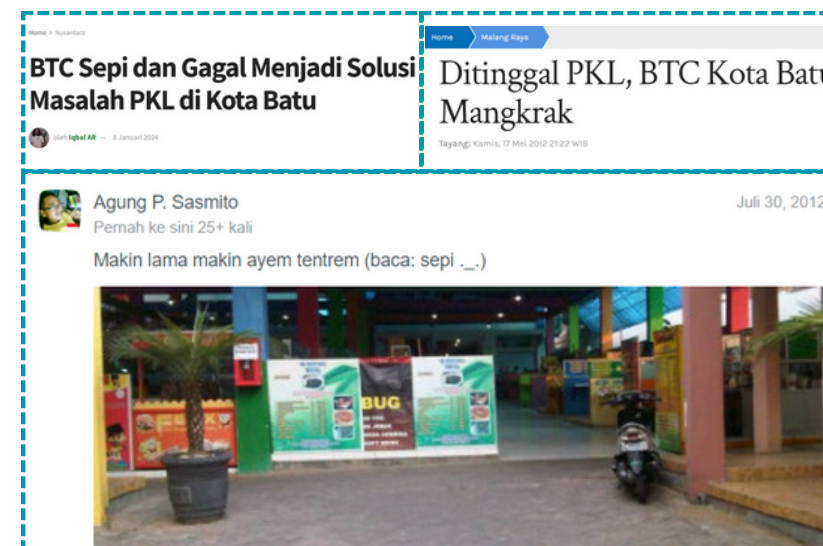 Home > Nusantara
BTC Sepi dan Gagal Menjadi Solusi
Masalah PKL di Kota Batu
oleh Iqbal AR — 8 Januari 2024
Home
Malang Raya
Ditinggal PKL, BTC Kota Batu
Mangkrak
Tayang: Kamis, 17 Mei 2012 21:22 WIB
Agung P. Sasmito
Juli 30, 2012
Pernah ke sini 25+ kali
Makin lama makin ayem tentrem (baca: sepi ._.)
BUG